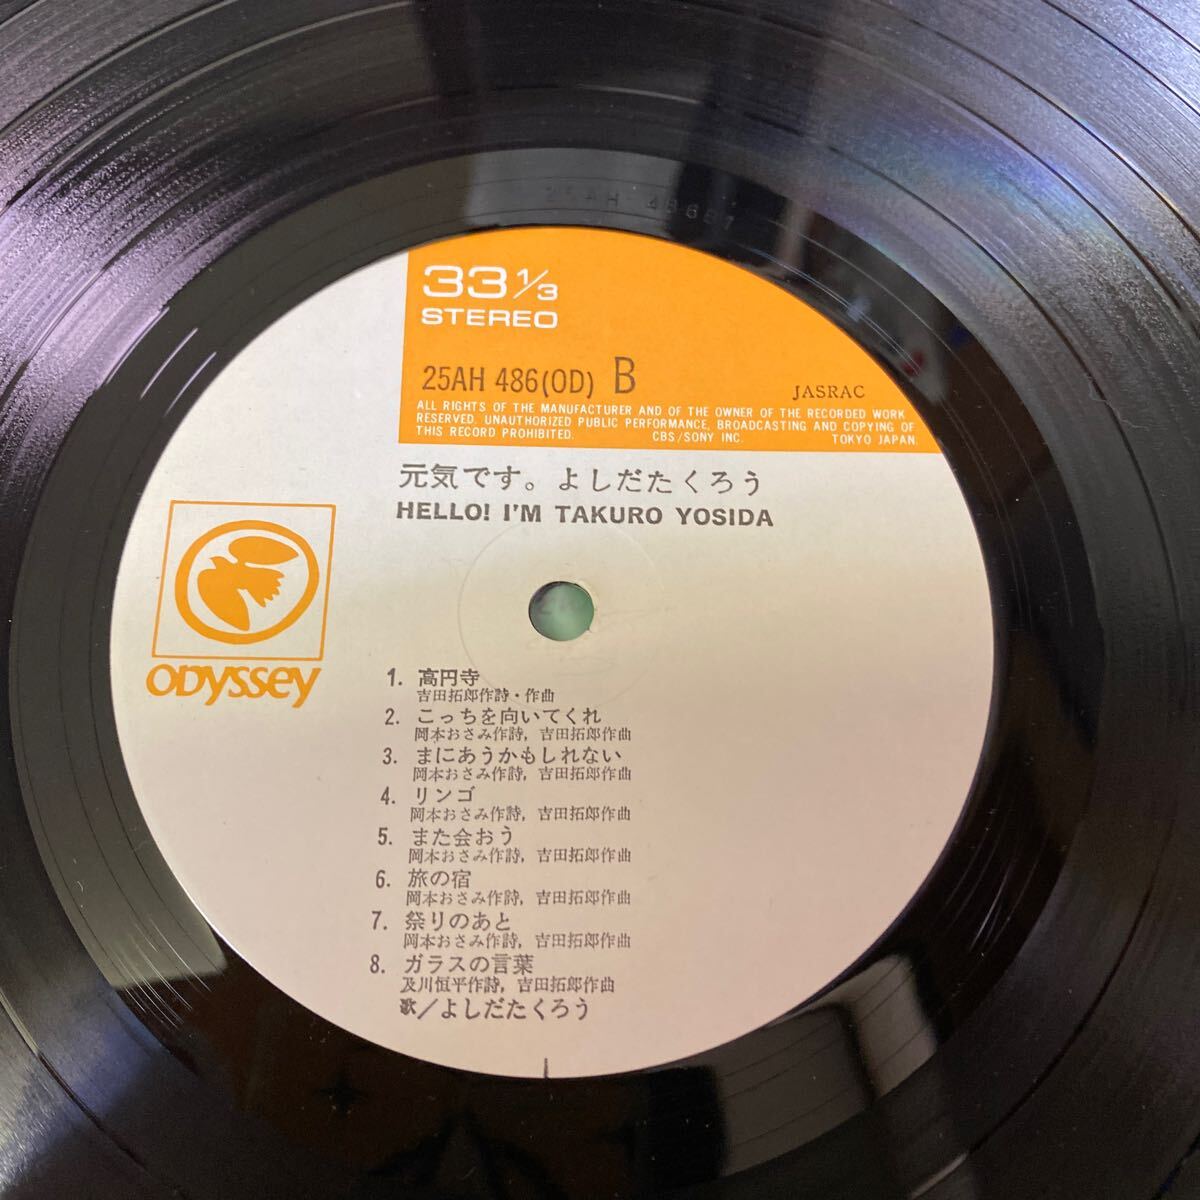 33 1/3
STEREO
25AH 486(OD) B JASRAC
ALL RIGHTS OF THE MANUFACTURER AND OF THE OWNER OF THE RECORDED WORK
RESERVED. UNAUTHORIZED PUBLIC PERFORMANCE, BROADCASTING AND COPYING OF
THIS RECORD PROHIBITED. CBS/SONY INC. TOKYO JAPAN.
元気です。よしだたくろう
HELLO! I'M TAKURO YOSIDA
ODYSSEY
1. 高円寺
吉田拓郎作詩・作曲
2. こっちを向いてくれ
岡本おさみ作詩, 吉田拓郎作曲
3. まにあうかもしれない
岡本おさみ作詩, 吉田拓郎作曲
4. リンゴ
岡本おさみ作詩, 吉田拓郎作曲
5. また会おう
岡本おさみ作詩, 吉田拓郎作曲
6. 旅の宿
岡本おさみ作詩, 吉田拓郎作曲
7. 祭りのあと
岡本おさみ作詩, 吉田拓郎作曲
8. ガラスの言葉
及川恒平作詩, 吉田拓郎作曲
歌/よしだたくろう